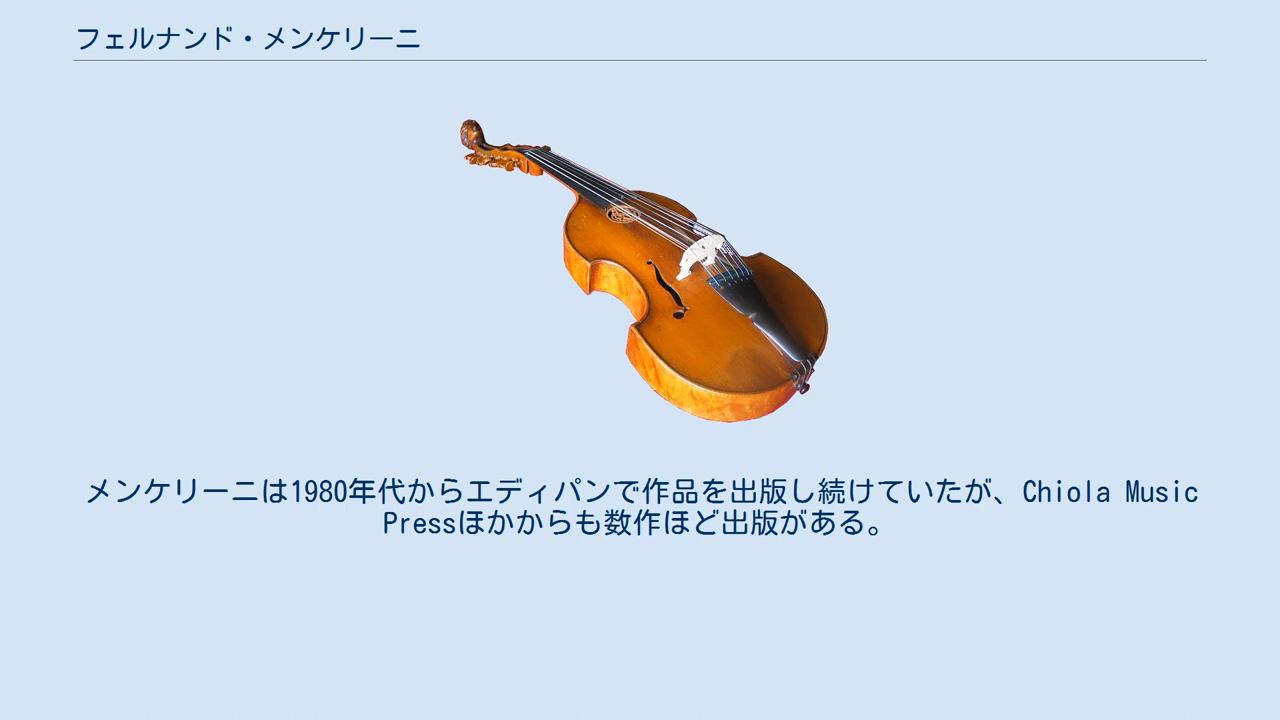 フェルナンド・メンケリーニ
メンケリーニは1980年代からエディパンで作品を出版し続けていたが、Chiola Music
Pressほかからも数作ほど出版がある。